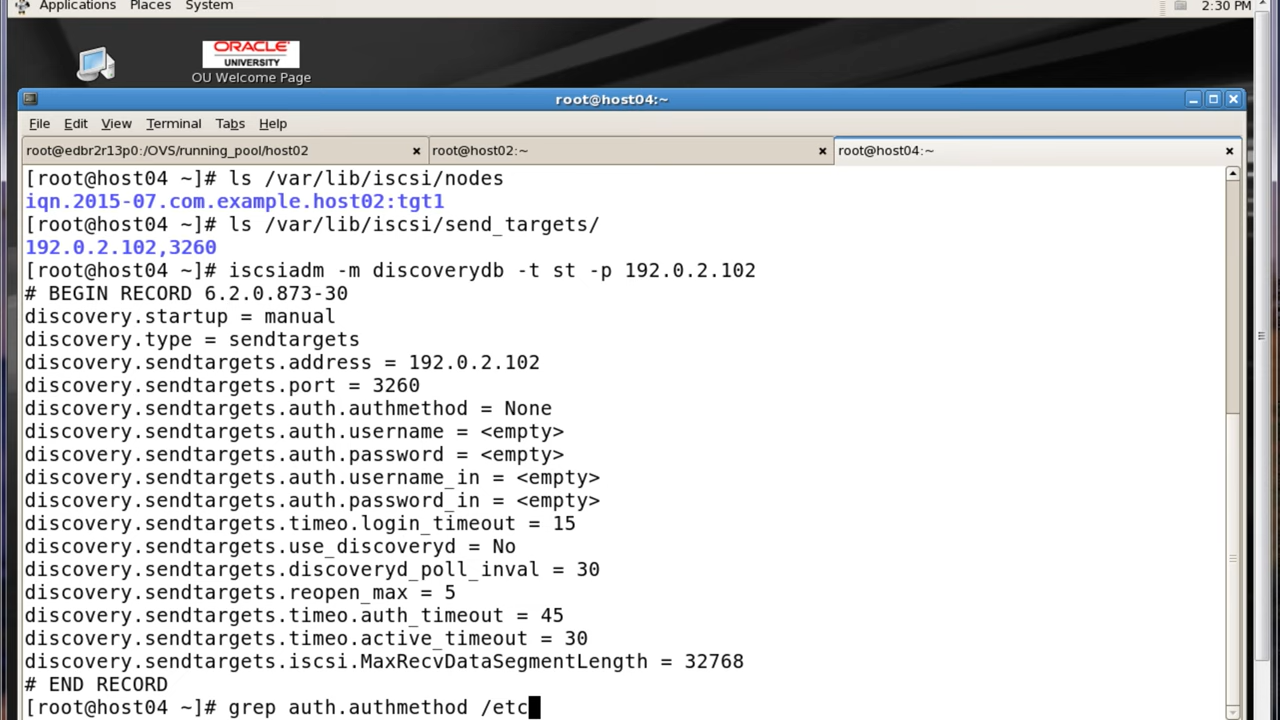 Applications Places System 2:30 PM
ORACLE
UNIVERSITY
OU Welcome Page
root@host04:~
File Edit View Terminal Tabs Help
root@edbr2r13p0:/OVS/running_pool/host02 root@host02:~ root@host04:~
[root@host04 ~]# ls /var/lib/iscsi/nodes
iqn.2015-07.com.example.host02:tgt1
[root@host04 ~]# ls /var/lib/iscsi/send_targets/
192.0.2.102,3260
[root@host04 ~]# iscsiadm -m discoverydb -t st -p 192.0.2.102
# BEGIN RECORD 6.2.0.873-30
discovery.startup = manual
discovery.type = sendtargets
discovery.sendtargets.address = 192.0.2.102
discovery.sendtargets.port = 3260
discovery.sendtargets.auth.authmethod = None
discovery.sendtargets.auth.username = <empty>
discovery.sendtargets.auth.password = <empty>
discovery.sendtargets.auth.username_in = <empty>
discovery.sendtargets.auth.password_in = <empty>
discovery.sendtargets.timeo.login_timeout = 15
discovery.sendtargets.use_discoveryd = No
discovery.sendtargets.discoveryd_poll_inval = 30
discovery.sendtargets.reopen_max = 5
discovery.sendtargets.timeo.auth_timeout = 45
discovery.sendtargets.timeo.active_timeout = 30
discovery.sendtargets.iscsi.MaxRecvDataSegmentLength = 32768
# END RECORD
[root@host04 ~]# grep auth.authmethod /etc